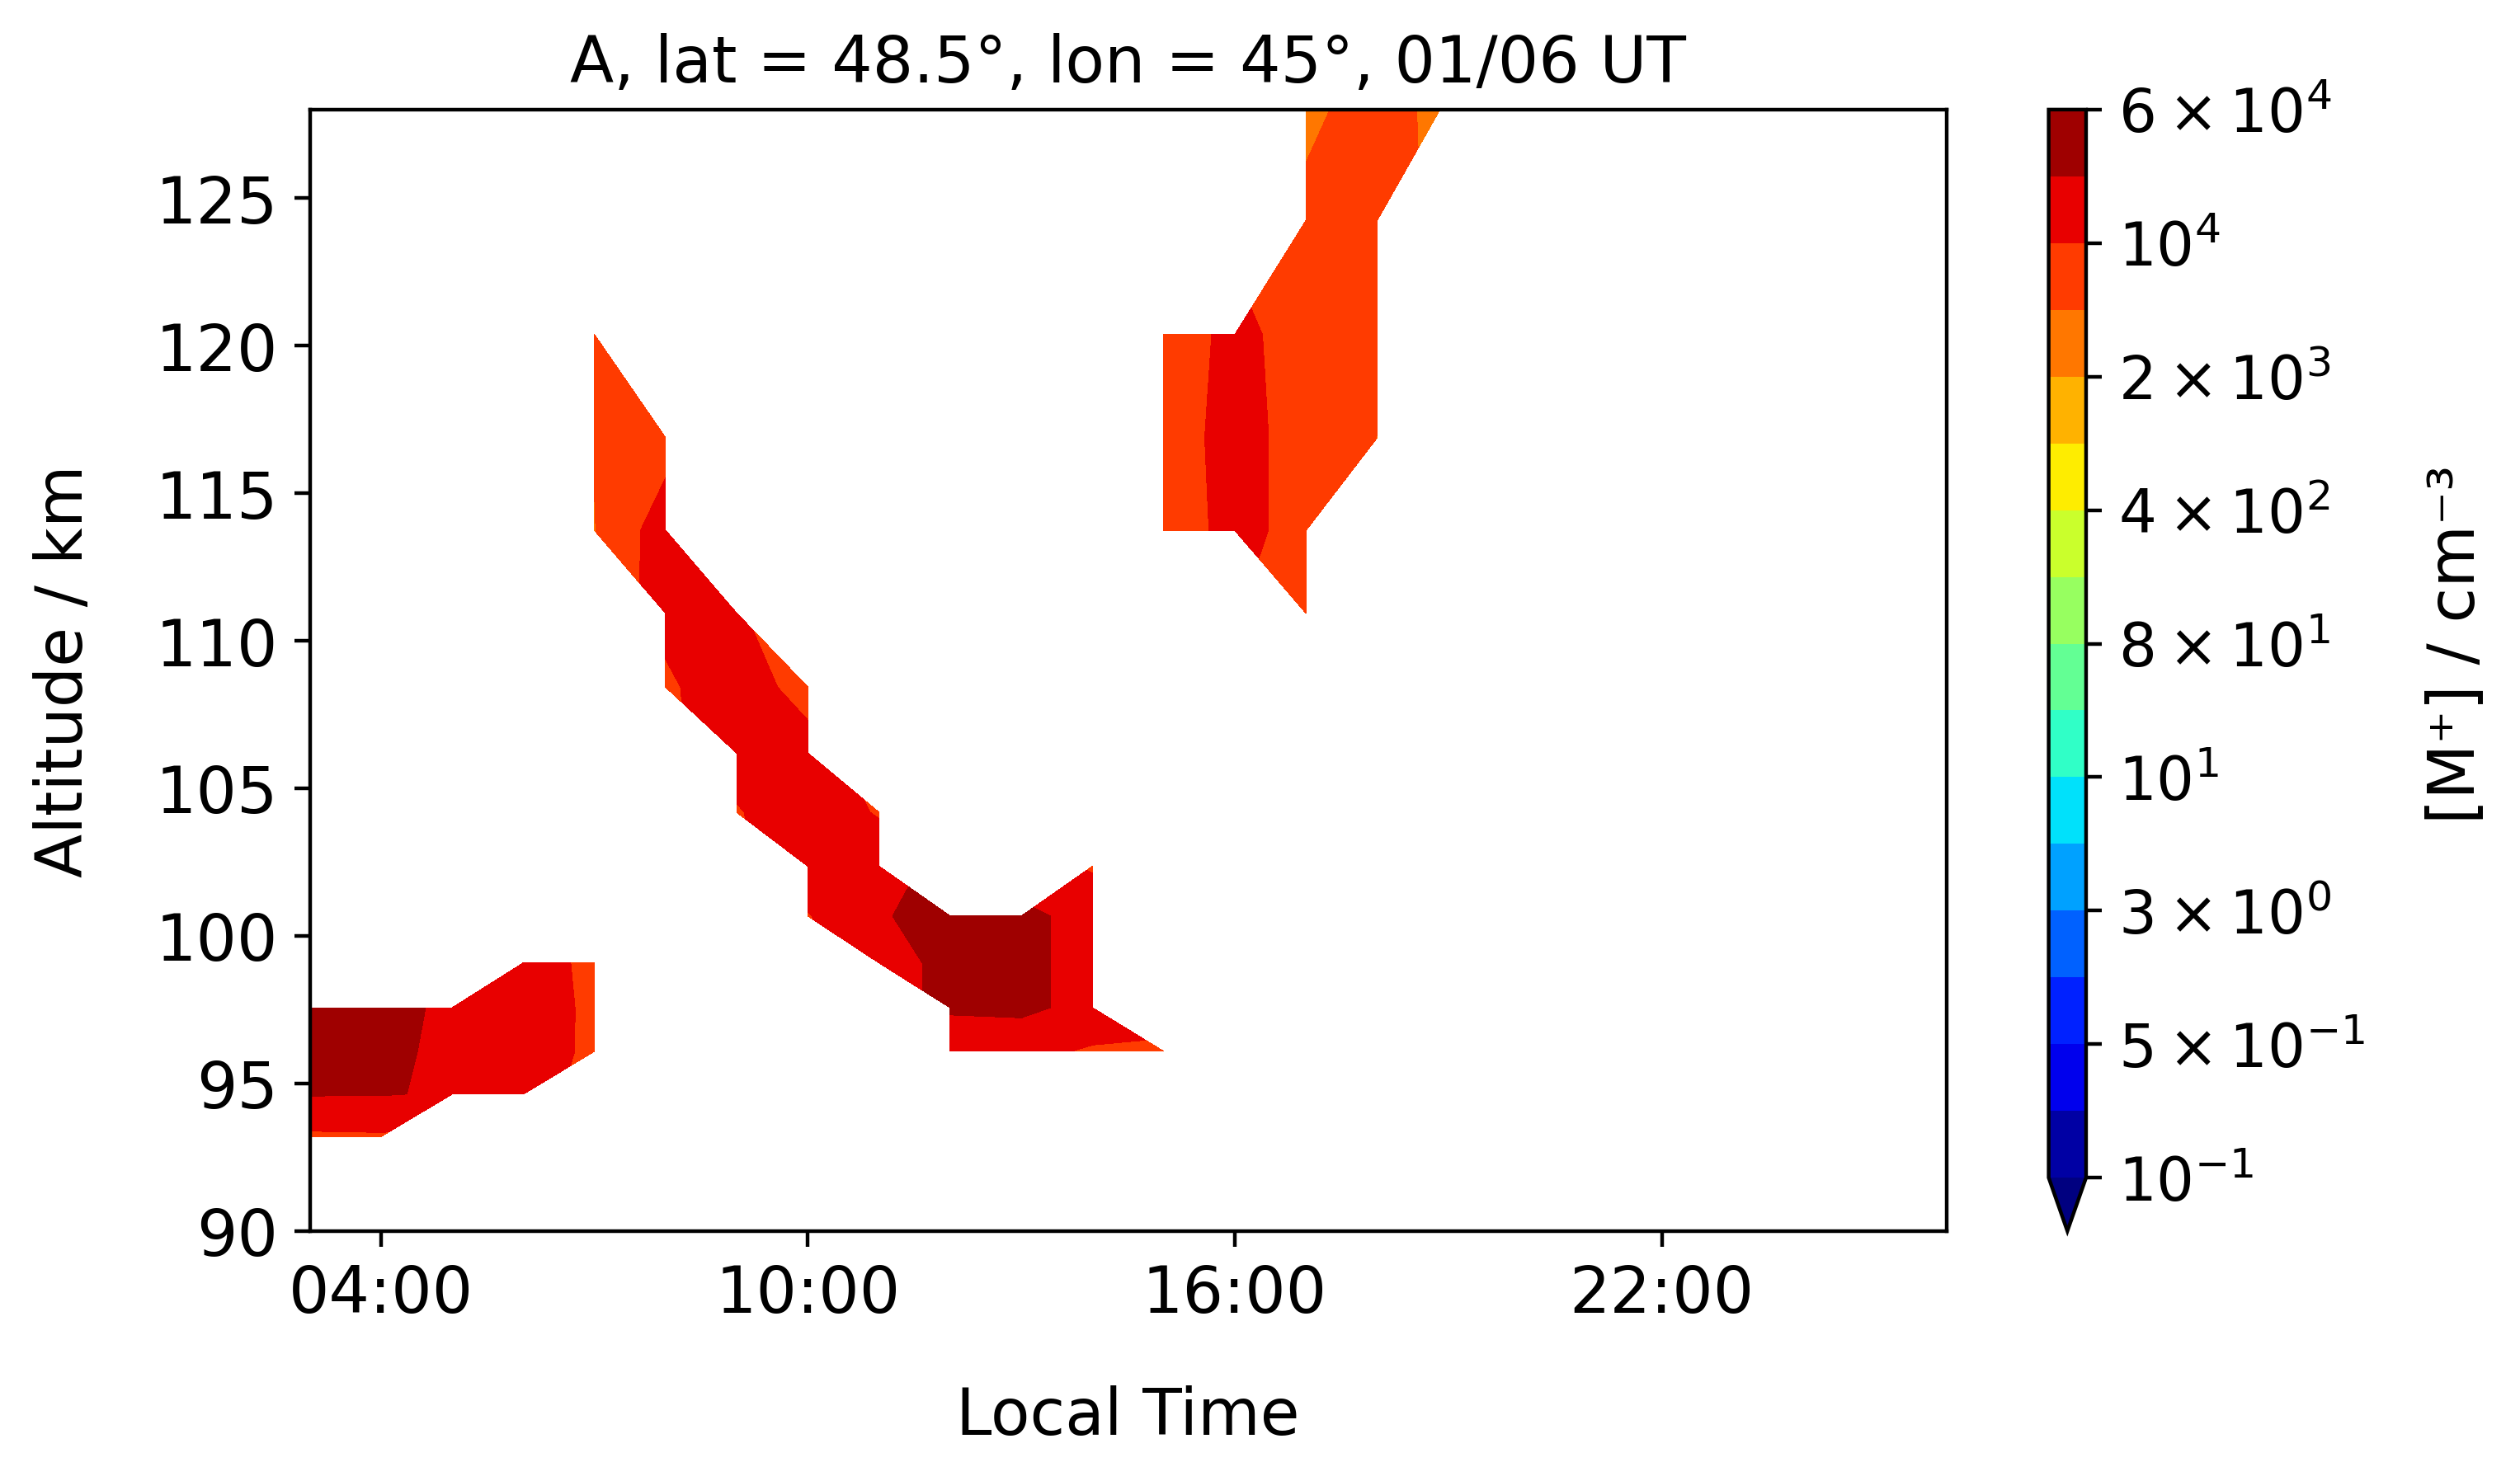 A, lat = 48.5°, lon = 45°, 01/06 UT
Altitude / km
125
120
115
110
105
100
95
90
04:00 10:00 16:00 22:00
Local Time
6 × 10⁴
10⁴
2 × 10³
4 × 10²
8 × 10¹
10¹
3 × 10⁰
5 × 10⁻¹
10⁻¹
[M⁺] / cm⁻³